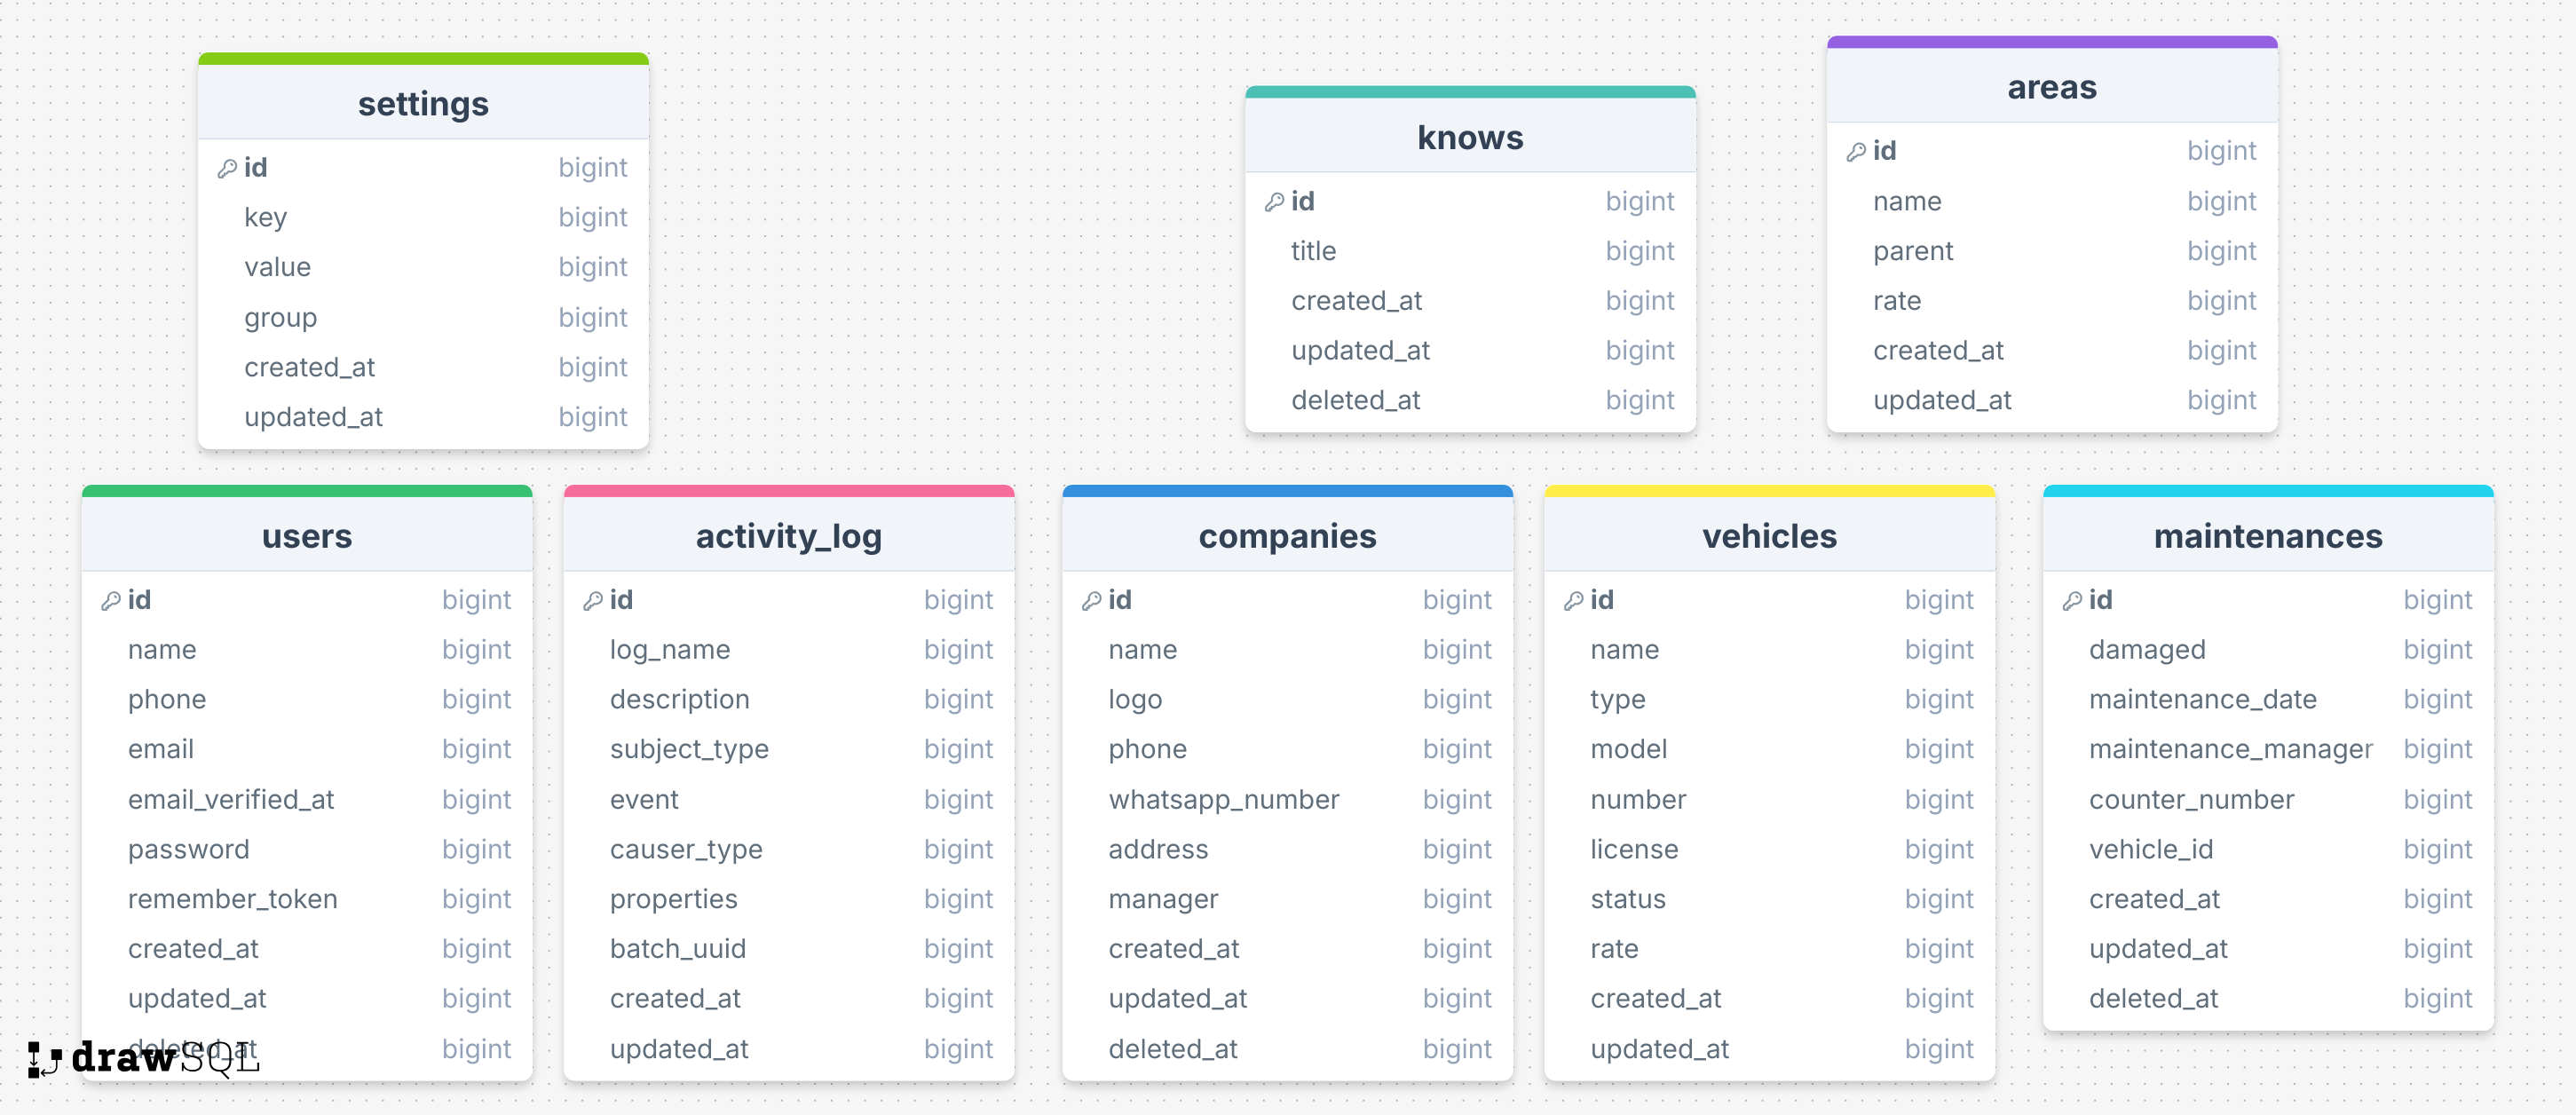 settings
id bigint
key bigint
value bigint
group bigint
created_at bigint
updated_at bigint
knows
id bigint
title bigint
created_at bigint
updated_at bigint
deleted_at bigint
areas
id bigint
name bigint
parent bigint
rate bigint
created_at bigint
updated_at bigint
users
id bigint
name bigint
phone bigint
email bigint
email_verified_at bigint
password bigint
remember_token bigint
created_at bigint
updated_at bigint
deleted_at bigint
activity_log
id bigint
log_name bigint
description bigint
subject_type bigint
event bigint
causer_type bigint
properties bigint
batch_uuid bigint
created_at bigint
updated_at bigint
companies
id bigint
name bigint
logo bigint
phone bigint
whatsapp_number bigint
address bigint
manager bigint
created_at bigint
updated_at bigint
deleted_at bigint
vehicles
id bigint
name bigint
type bigint
model bigint
number bigint
license bigint
status bigint
rate bigint
created_at bigint
updated_at bigint
maintenances
id bigint
damaged bigint
maintenance_date bigint
maintenance_manager bigint
counter_number bigint
vehicle_id bigint
created_at bigint
updated_at bigint
deleted_at bigint
drawSQL